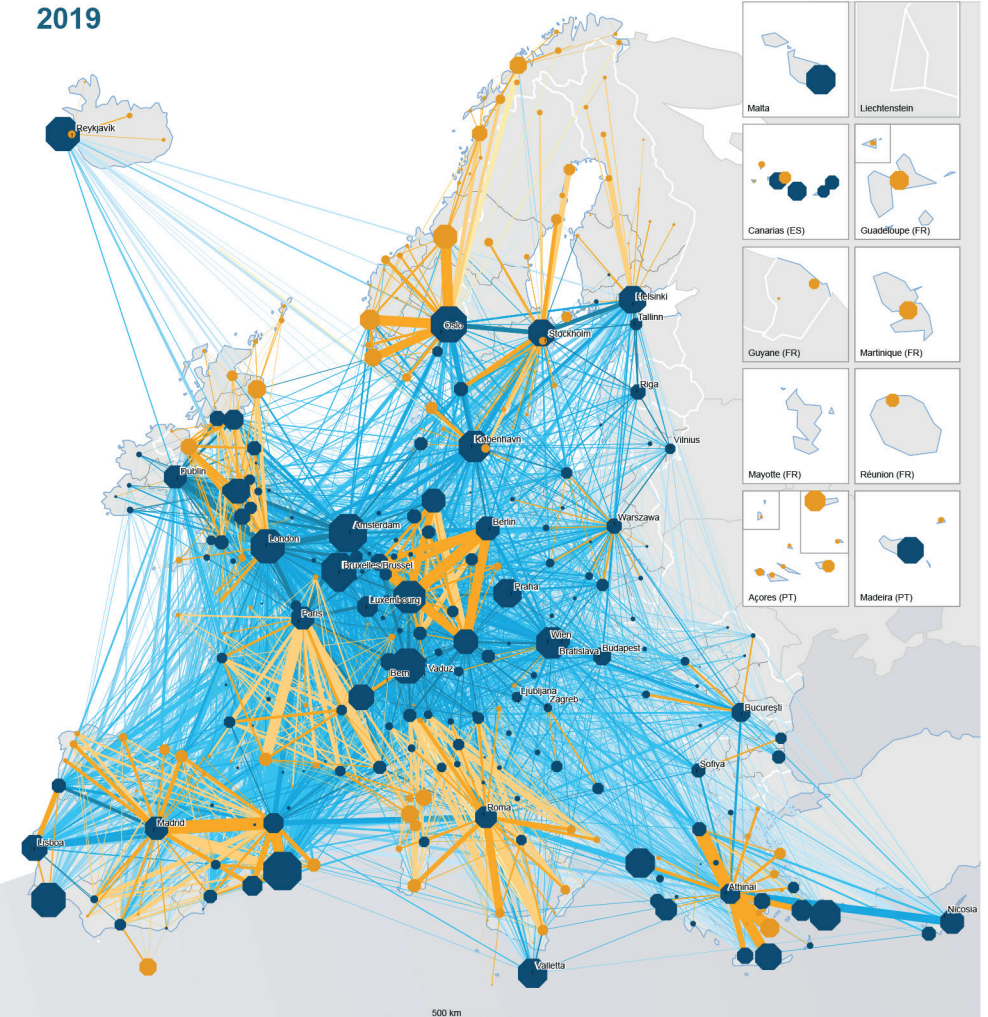 2019
Malta
Liechtenstein
Reykjavík
Canarias (ES)
Guadeloupe (FR)
Helsinki
Tallinn
Oslo
Stockholm
Guyane (FR)
Martinique (FR)
Riga
København
Vilnius
Dublin
Mayotte (FR)
Réunion (FR)
Amsterdam
Berlin
Warszawa
London
Bruxelles/Brussel
Praha
Luxembourg
Paris
Açores (PT)
Madeira (PT)
Wien
Bratislava
Budapest
Bern
Vaduz
Ljubljana
Zagreb
Bucureşti
Sofiya
Roma
Madrid
Lisboa
Athinai
Nicosia
Valletta
500 km